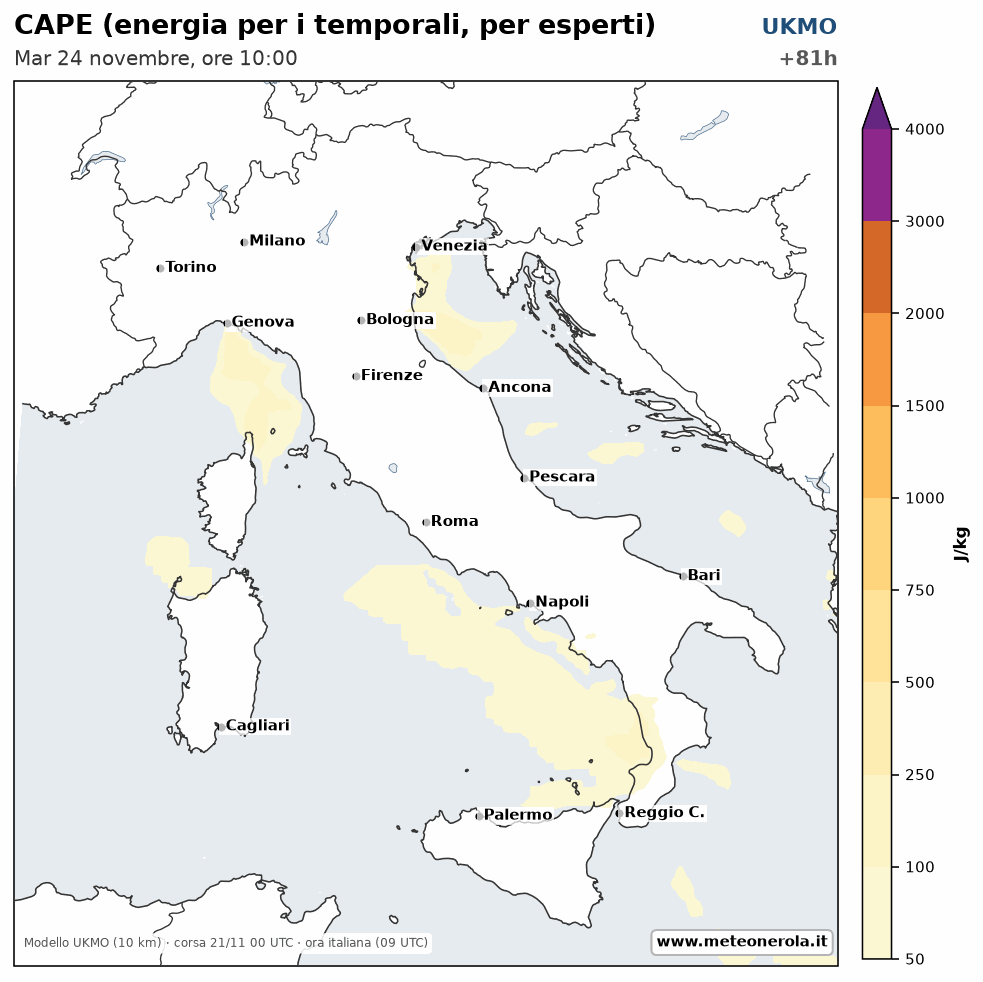 CAPE (energia per i temporali, per esperti)
UKMO
Mar 24 novembre, ore 10:00
+81h
4000
3000
2000
1500
1000
750
500
250
100
50
J/kg
Milano
Venezia
Torino
Genova
Bologna
Firenze
Ancona
Pescara
Roma
Bari
Napoli
Cagliari
Palermo
Reggio C.
Modello UKMO (10 km) · corsa 21/11 00 UTC · ora italiana (09 UTC)
www.meteonerola.it